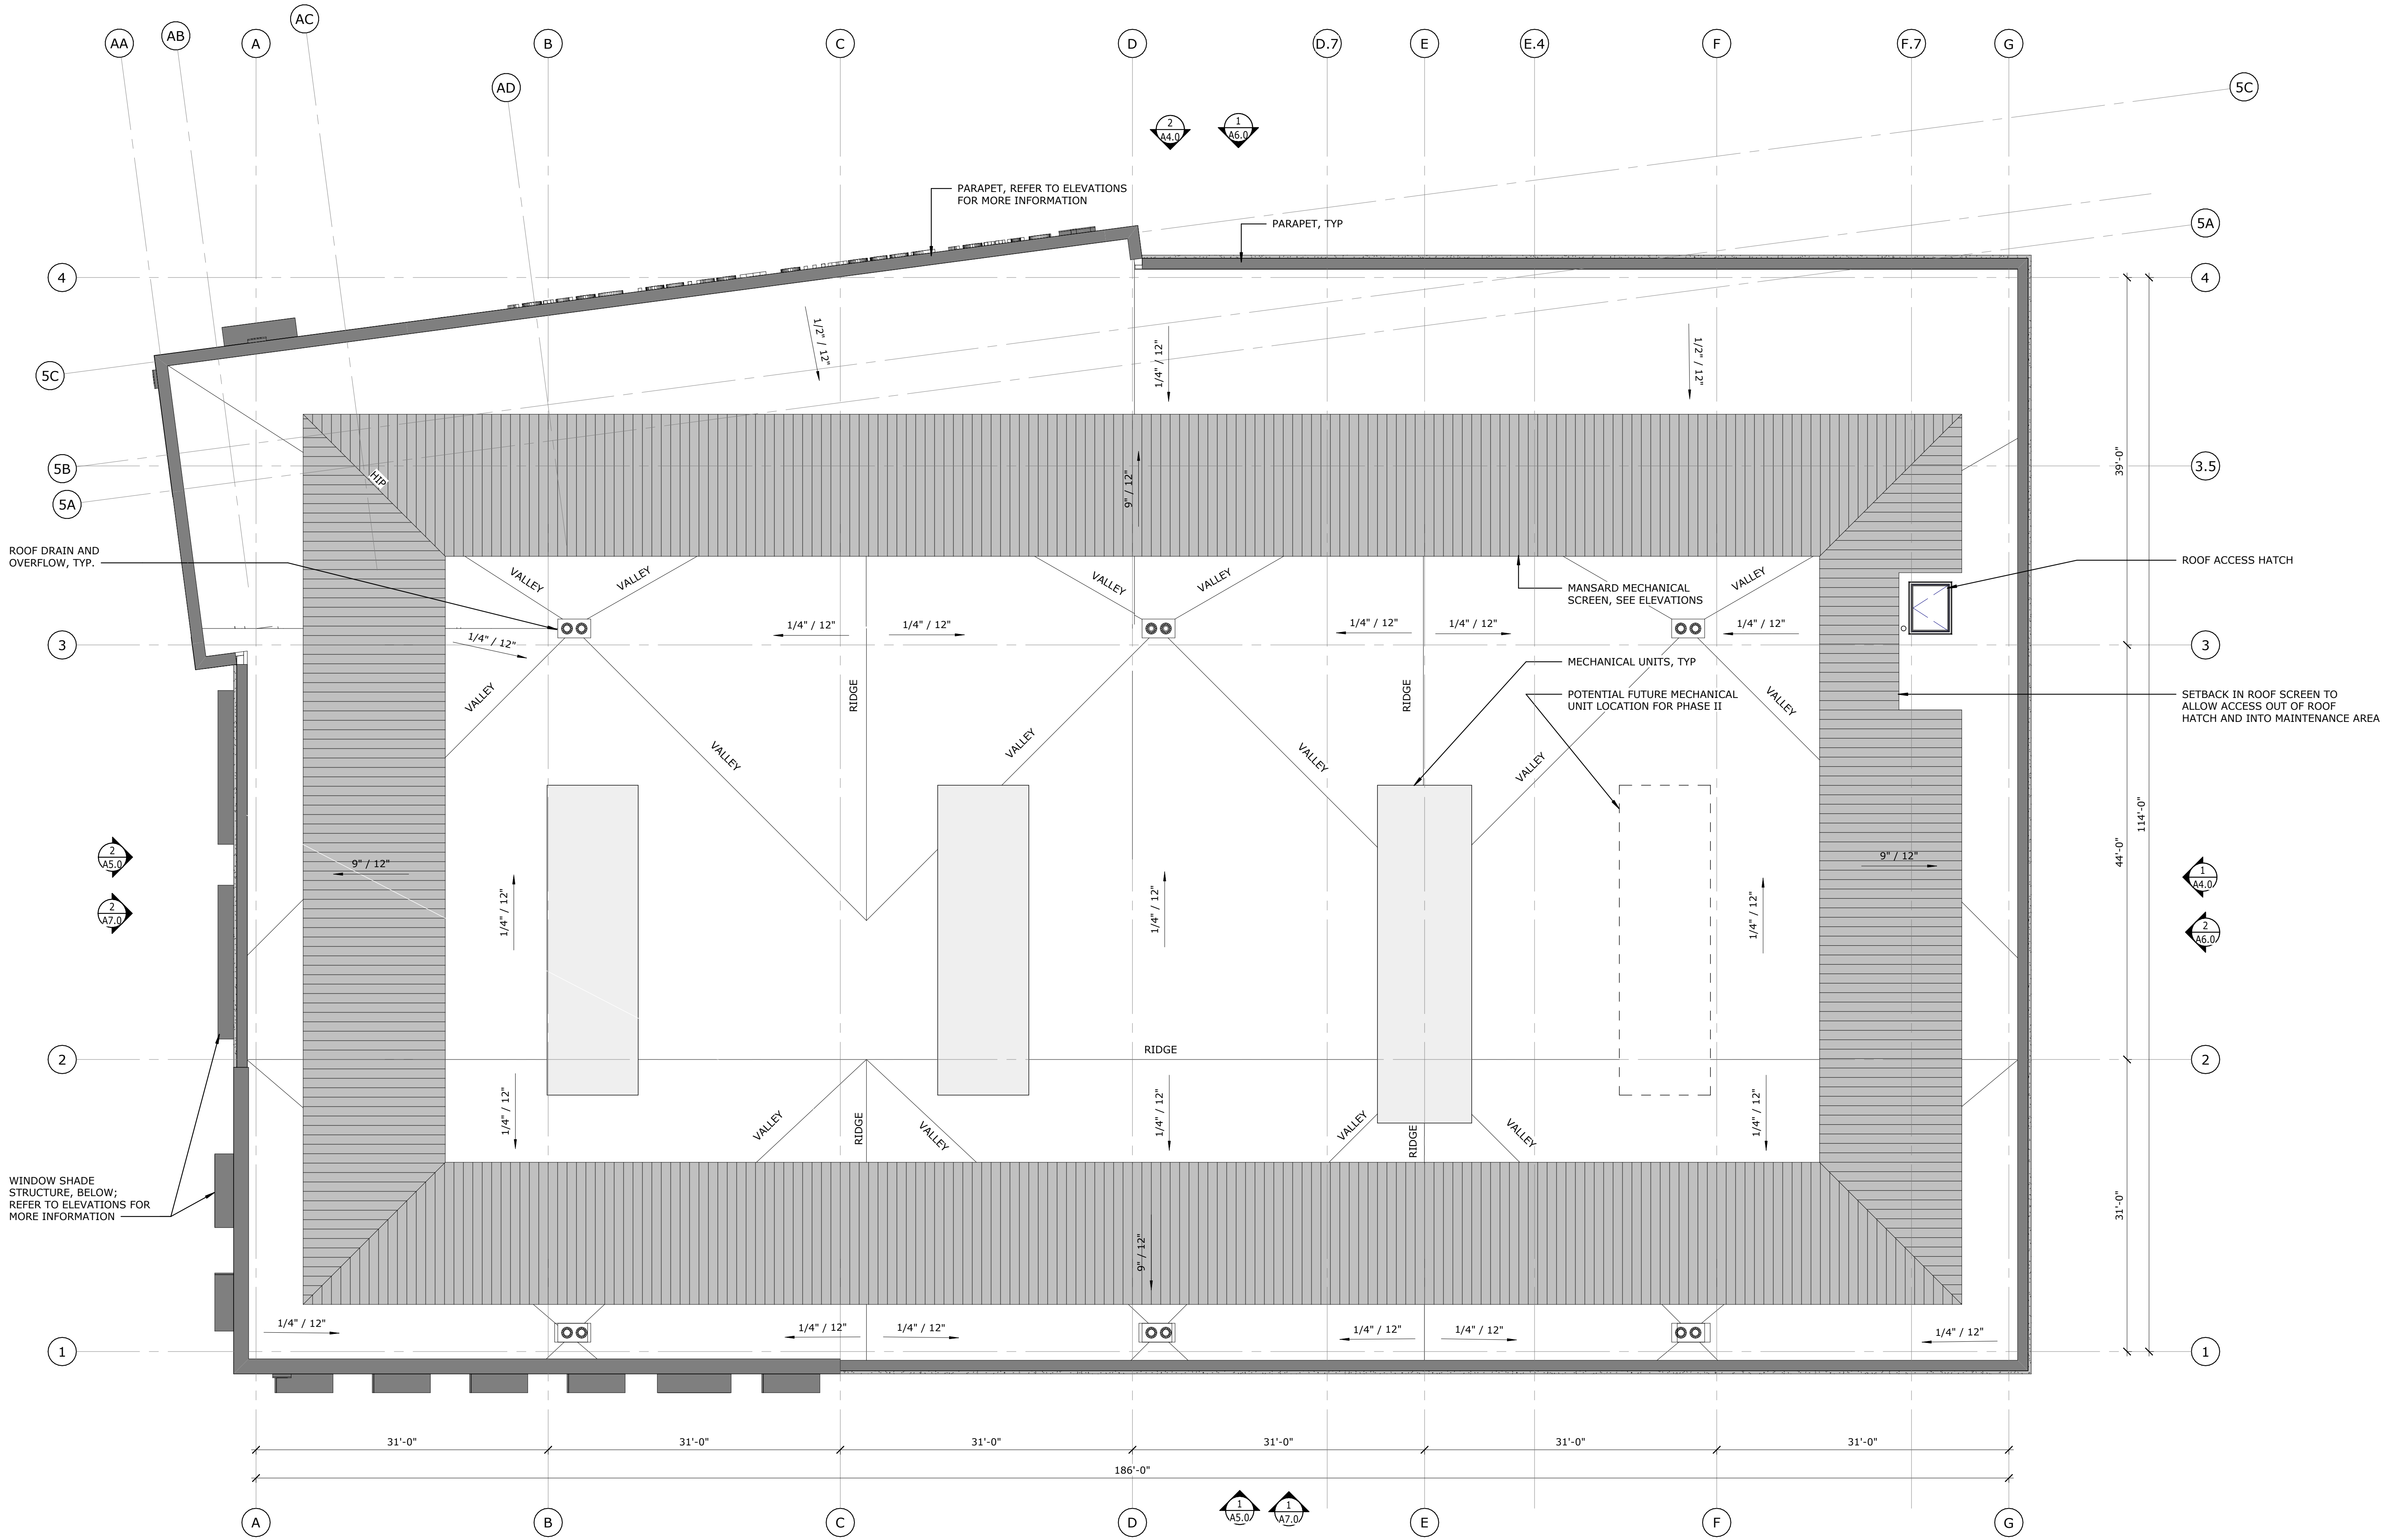 AC
AB
AA
A
B
C
D
D.7
E
E.4
F
F.7
G
AD
5C
2
A4.0
1
A6.0
PARAPET, REFER TO ELEVATIONS
FOR MORE INFORMATION
PARAPET, TYP
5A
4
4
1/2" / 12"
1/4" / 12"
1/2" / 12"
5C
5B
3.5
39'-0"
HIP
9" / 12"
5A
ROOF DRAIN AND
OVERFLOW, TYP.
VALLEY
VALLEY
VALLEY
VALLEY
VALLEY
MANSARD MECHANICAL
SCREEN, SEE ELEVATIONS
ROOF ACCESS HATCH
1/4" / 12"
1/4" / 12"
1/4" / 12"
1/4" / 12"
1/4" / 12"
1/4" / 12"
3
3
MECHANICAL UNITS, TYP
VALLEY
RIDGE
RIDGE
POTENTIAL FUTURE MECHANICAL
UNIT LOCATION FOR PHASE II
VALLEY
SETBACK IN ROOF SCREEN TO
ALLOW ACCESS OUT OF ROOF
HATCH AND INTO MAINTENANCE AREA
VALLEY
VALLEY
VALLEY
VALLEY
114'-0"
44'-0"
2
A5.0
9" / 12"
9" / 12"
1
A4.0
2
A7.0
1/4" / 12"
1/4" / 12"
1/4" / 12"
2
A6.0
2
RIDGE
2
1/4" / 12"
1/4" / 12"
1/4" / 12"
VALLEY
RIDGE
VALLEY
VALLEY
RIDGE
VALLEY
WINDOW SHADE
STRUCTURE, BELOW;
REFER TO ELEVATIONS FOR
MORE INFORMATION
31'-0"
9" / 12"
1/4" / 12"
1/4" / 12"
1/4" / 12"
1/4" / 12"
1/4" / 12"
1/4" / 12"
1
1
31'-0"
31'-0"
31'-0"
31'-0"
31'-0"
31'-0"
186'-0"
1
A5.0
1
A7.0
A
B
C
D
E
F
G